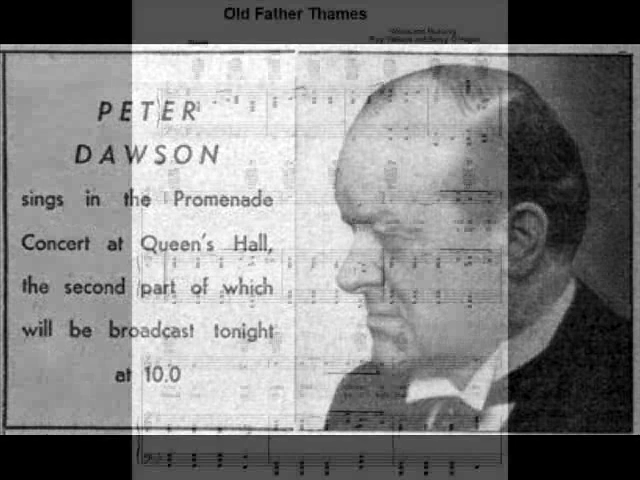 Old Father Thames
PETER
DAWSON
sings in the Promenade
Concert at Queen's Hall,
the second part of which
will be broadcast tonight
at 10.0